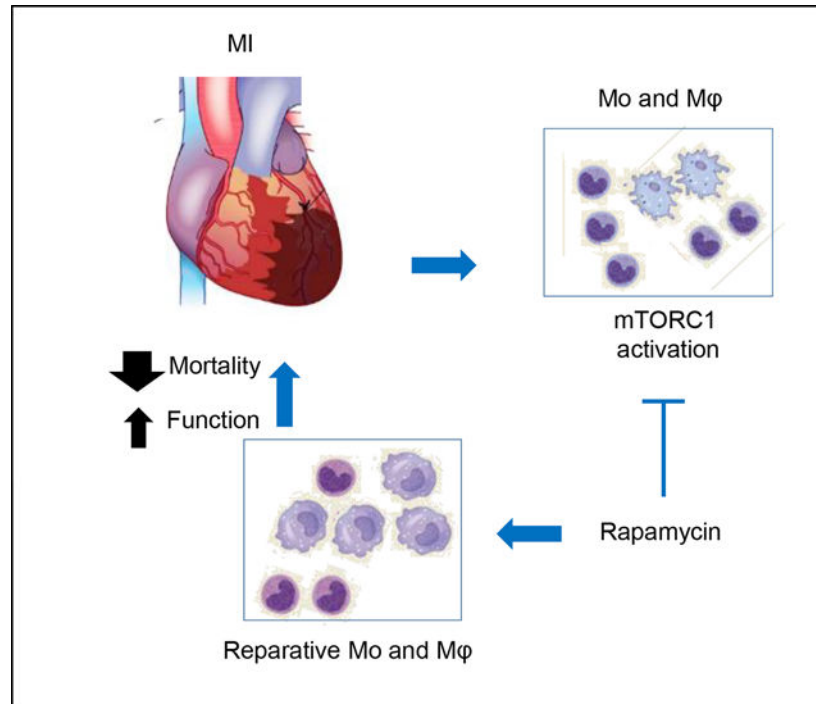 MI
Mo and Mφ
mTORC1
activation
Mortality
Function
Rapamycin
Reparative Mo and Mφ